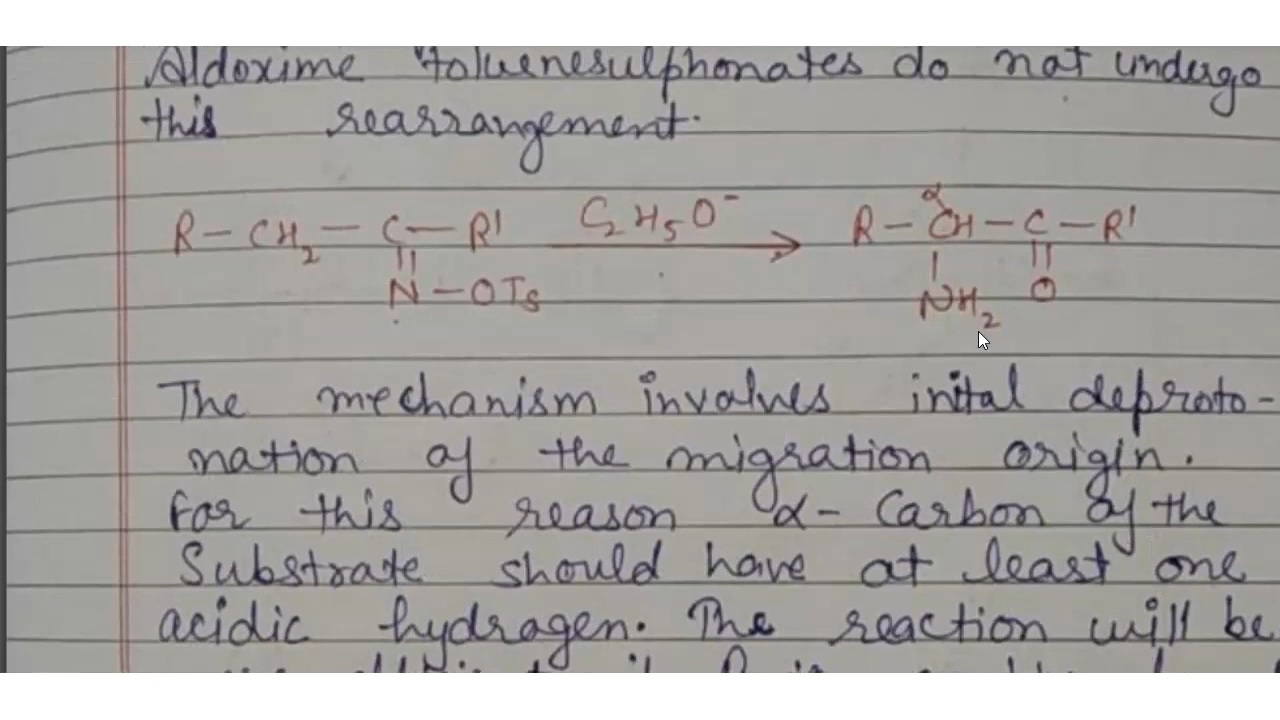 Aldoxime toluenesulphonates do not undergo
this rearrangement.
R – CH2 – C – R' C2H5O⁻ → R – CH – C – R'
α
|| | ||
N – OTs NH2 O
The mechanism involves inital deproto-
nation of the migration origin.
For this reason α- Carbon of the
Substrate should have at least one
acidic hydrogen. The reaction will be